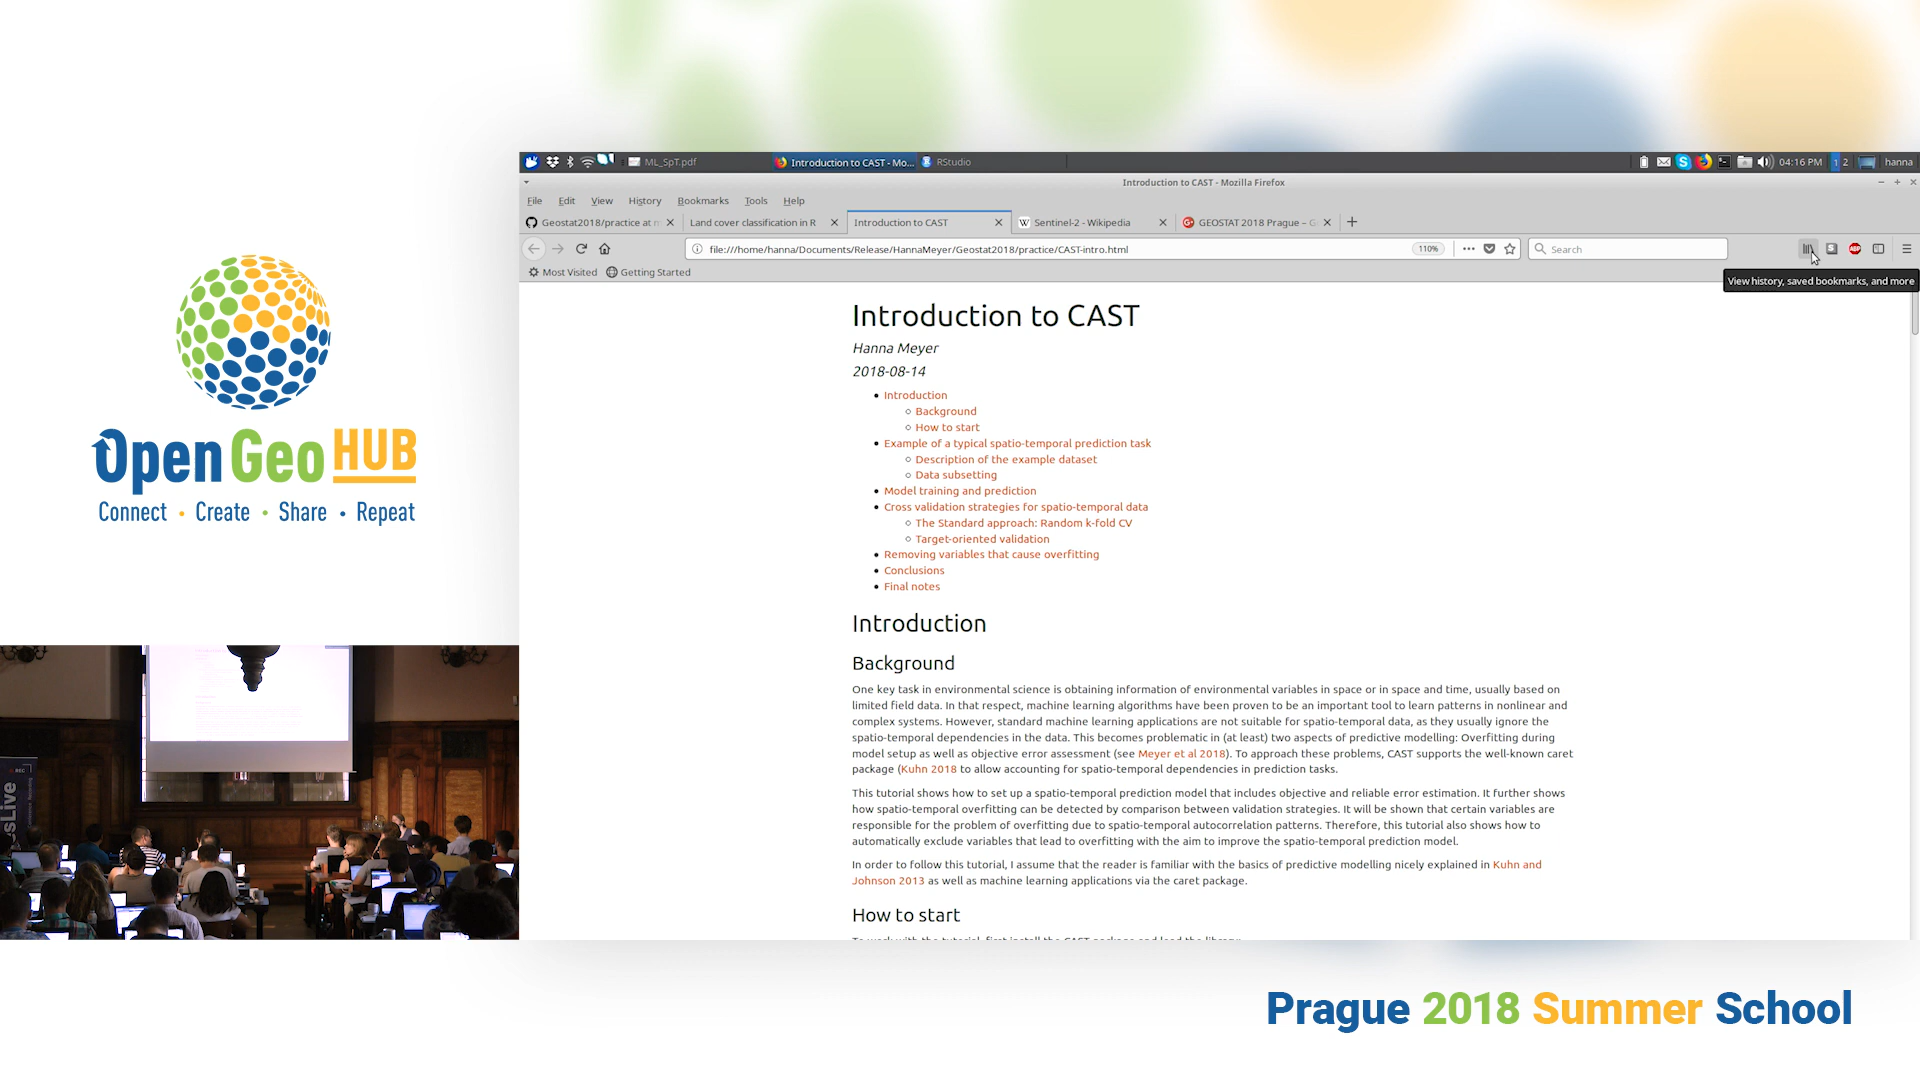 ML_SpT.pdf
Introduction to CAST - Mo...
RStudio
04:16 PM
1 2
hanna
Introduction to CAST - Mozilla Firefox
File Edit View History Bookmarks Tools Help
Geostat2018/practice at
Land cover classification in R
Introduction to CAST
Sentinel-2 - Wikipedia
GEOSTAT 2018 Prague –
file:///home/hanna/Documents/Release/HannaMeyer/Geostat2018/practice/CAST-intro.html
110%
Search
Most Visited
Getting Started
View history, saved bookmarks, and more
Introduction to CAST
Hanna Meyer
2018-08-14
Introduction
Background
How to start
Example of a typical spatio-temporal prediction task
Description of the example dataset
Data subsetting
Model training and prediction
Cross validation strategies for spatio-temporal data
The Standard approach: Random k-fold CV
Target-oriented validation
Removing variables that cause overfitting
Conclusions
Final notes
Introduction
Background
One key task in environmental science is obtaining information of environmental variables in space or in space and time, usually based on
limited field data. In that respect, machine learning algorithms have been proven to be an important tool to learn patterns in nonlinear and
complex systems. However, standard machine learning applications are not suitable for spatio-temporal data, as they usually ignore the
spatio-temporal dependencies in the data. This becomes problematic in (at least) two aspects of predictive modelling: Overfitting during
model setup as well as objective error assessment (see Meyer et al 2018). To approach these problems, CAST supports the well-known caret
package (Kuhn 2018 to allow accounting for spatio-temporal dependencies in prediction tasks.
This tutorial shows how to set up a spatio-temporal prediction model that includes objective and reliable error estimation. It further shows
how spatio-temporal overfitting can be detected by comparison between validation strategies. It will be shown that certain variables are
responsible for the problem of overfitting due to spatio-temporal autocorrelation patterns. Therefore, this tutorial also shows how to
automatically exclude variables that lead to overfitting with the aim to improve the spatio-temporal prediction model.
In order to follow this tutorial, I assume that the reader is familiar with the basics of predictive modelling nicely explained in Kuhn and
Johnson 2013 as well as machine learning applications via the caret package.
How to start
Open Geo HUB
Connect • Create • Share • Repeat
sLive
Prague 2018 Summer School